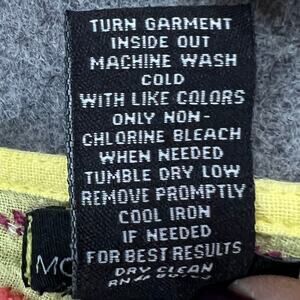 TURN GARMENT
INSIDE OUT
MACHINE WASH
COLD
WITH LIKE COLORS
ONLY NON-
CHLORINE BLEACH
WHEN NEEDED
TUMBLE DRY LOW
REMOVE PROMPTLY
COOL IRON
IF NEEDED
FOR BEST RESULTS
DRY CLEAN